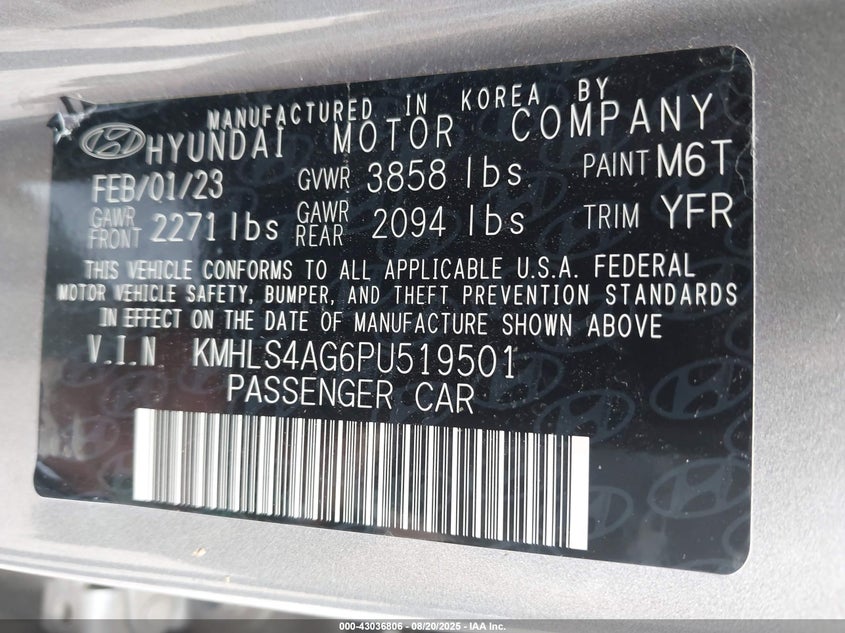 MANUFACTURED IN KOREA BY
HYUNDAI MOTOR COMPANY
FEB/01/23 GVWR 3858 lbs PAINT M6T
GAWR FRONT 2271 lbs GAWR REAR 2094 lbs TRIM YFR
THIS VEHICLE CONFORMS TO ALL APPLICABLE U.S.A. FEDERAL
MOTOR VEHICLE SAFETY, BUMPER, AND THEFT PREVENTION STANDARDS
IN EFFECT ON THE DATE OF MANUFACTURE SHOWN ABOVE
V.I.N KMHLS4AG6PU519501
PASSENGER CAR
000-43036806 - 08/20/2025 - IAA Inc.